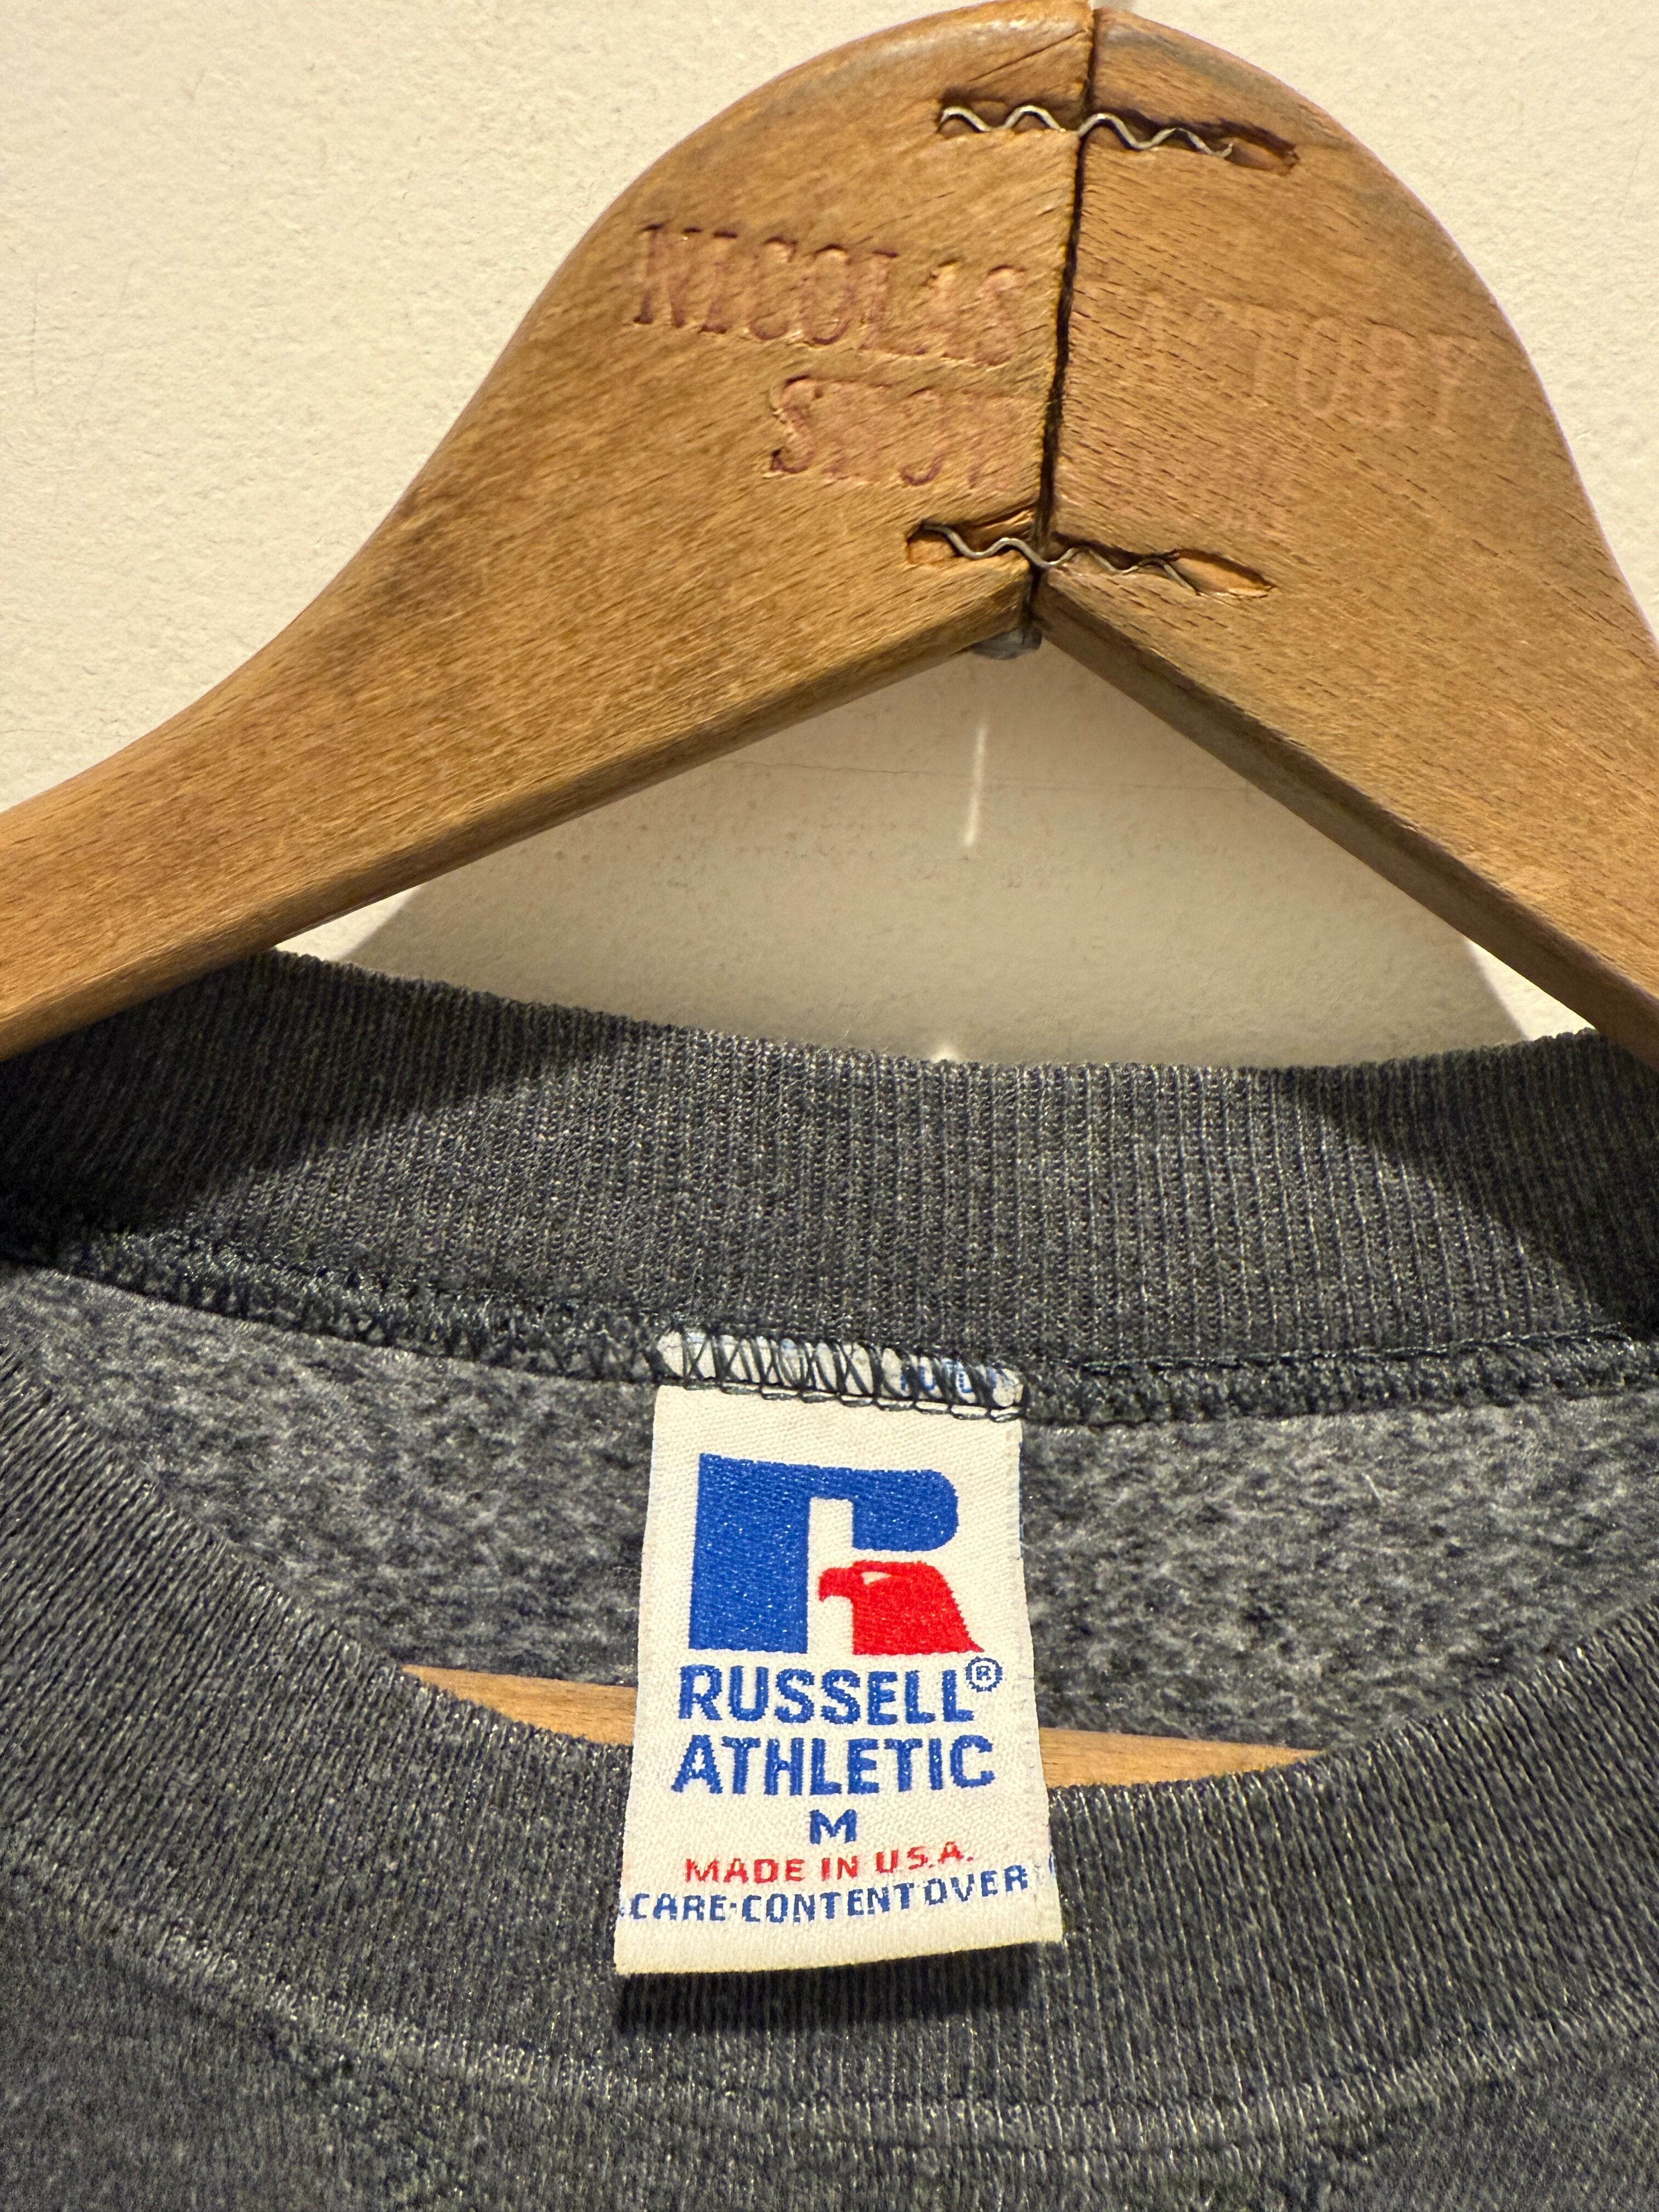 NICOLAS
RUSSELL®
ATHLETIC
M
MADE IN U.S.A.
CARE·CONTENT OVER